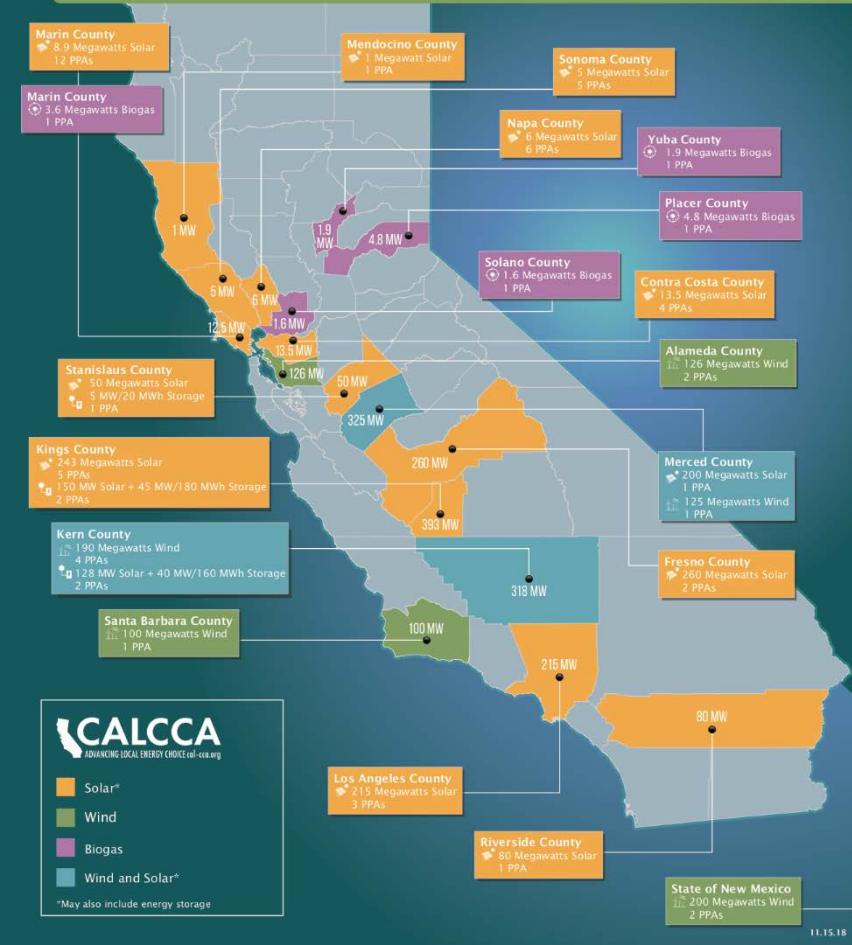 Marin County
8.9 Megawatts Solar
12 PPAs
Mendocino County
1 Megawatt Solar
1 PPA
Sonoma County
5 Megawatts Solar
5 PPAs
Marin County
3.6 Megawatts Biogas
1 PPA
Napa County
6 Megawatts Solar
6 PPAs
Yuba County
1.9 Megawatts Biogas
1 PPA
Placer County
4.8 Megawatts Biogas
1 PPA
Solano County
1.6 Megawatts Biogas
1 PPA
Contra Costa County
13.5 Megawatts Solar
4 PPAs
Alameda County
126 Megawatts Wind
2 PPAs
Stanislaus County
50 Megawatts Solar
5 MW/20 MWh Storage
1 PPA
Kings County
243 Megawatts Solar
5 PPAs
150 MW Solar + 45 MW/180 MWh Storage
2 PPAs
Merced County
200 Megawatts Solar
1 PPA
125 Megawatts Wind
1 PPA
Kern County
190 Megawatts Wind
4 PPAs
128 MW Solar + 40 MW/160 MWh Storage
2 PPAs
Fresno County
260 Megawatts Solar
2 PPAs
Santa Barbara County
100 Megawatts Wind
1 PPA
Los Angeles County
215 Megawatts Solar
3 PPAs
Riverside County
80 Megawatts Solar
1 PPA
State of New Mexico
200 Megawatts Wind
2 PPAs
1 MW
1.9
MW
4.8 MW
5 MW
6 MW
1.6 MW
12.5 MW
13.5 MW
126 MW
50 MW
325 MW
260 MW
393 MW
318 MW
100 MW
215 MW
80 MW
CALCCA
ADVANCING LOCAL ENERGY CHOICE cal-cca.org
Solar*
Wind
Biogas
Wind and Solar*
*May also include energy storage
11.15.18